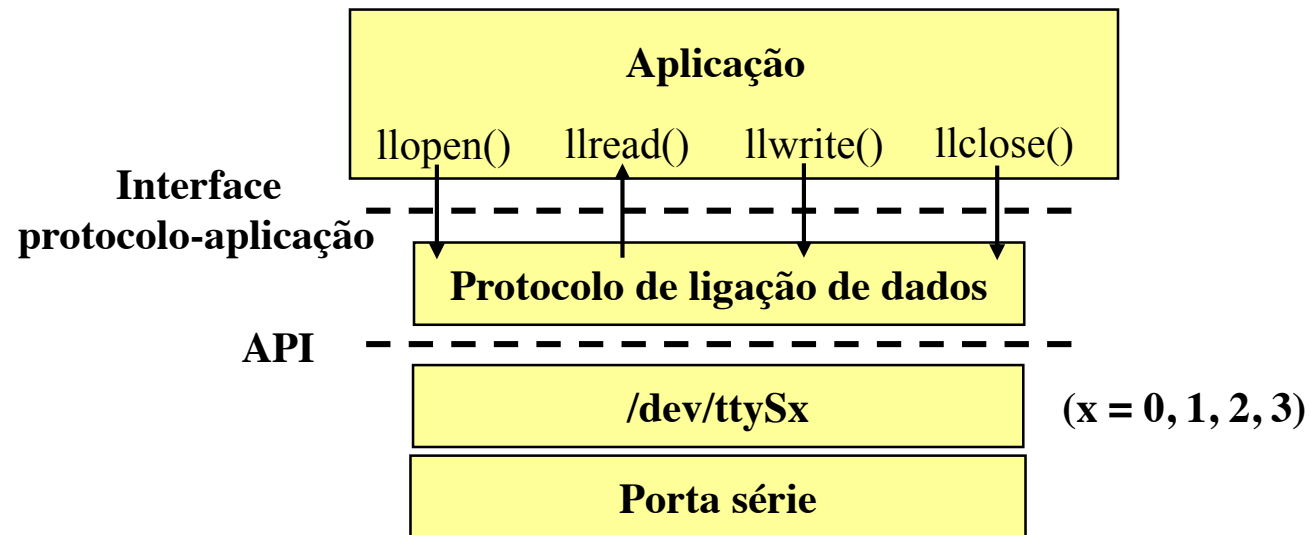 Aplicação
llopen() llread() llwrite() llclose()
Interface
protocolo-aplicação
Protocolo de ligação de dados
API
/dev/ttySx (x = 0, 1, 2, 3)
Porta série